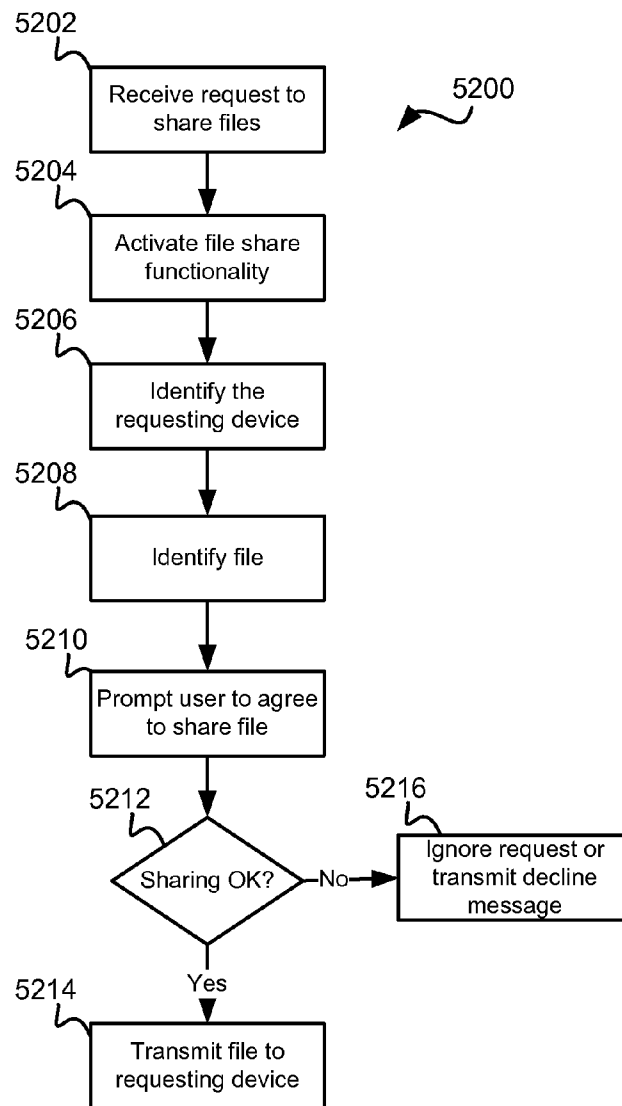 5202
Receive request to
share files
5200
5204
Activate file share
functionality
5206
Identify the
requesting device
5208
Identify file
5210
Prompt user to agree
to share file
5212
Sharing OK?
No
5216
Ignore request or
transmit decline
message
Yes
5214
Transmit file to
requesting device